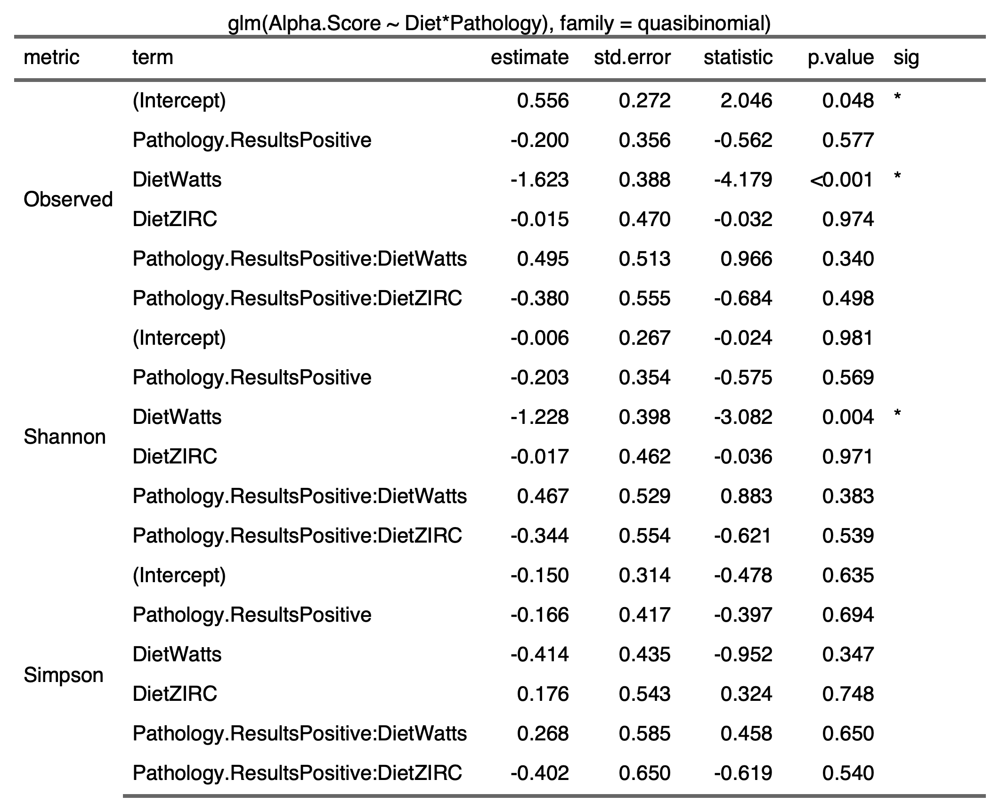 glm(Alpha.Score ~ Diet*Pathology), family = quasibinomial)
metric term estimate std.error statistic p.value sig
Observed
(Intercept) 0.556 0.272 2.046 0.048 *
Pathology.ResultsPositive -0.200 0.356 -0.562 0.577
DietWatts -1.623 0.388 -4.179 <0.001 *
DietZIRC -0.015 0.470 -0.032 0.974
Pathology.ResultsPositive:DietWatts 0.495 0.513 0.966 0.340
Pathology.ResultsPositive:DietZIRC -0.380 0.555 -0.684 0.498
Shannon
(Intercept) -0.006 0.267 -0.024 0.981
Pathology.ResultsPositive -0.203 0.354 -0.575 0.569
DietWatts -1.228 0.398 -3.082 0.004 *
DietZIRC -0.017 0.462 -0.036 0.971
Pathology.ResultsPositive:DietWatts 0.467 0.529 0.883 0.383
Pathology.ResultsPositive:DietZIRC -0.344 0.554 -0.621 0.539
Simpson
(Intercept) -0.150 0.314 -0.478 0.635
Pathology.ResultsPositive -0.166 0.417 -0.397 0.694
DietWatts -0.414 0.435 -0.952 0.347
DietZIRC 0.176 0.543 0.324 0.748
Pathology.ResultsPositive:DietWatts 0.268 0.585 0.458 0.650
Pathology.ResultsPositive:DietZIRC -0.402 0.650 -0.619 0.540